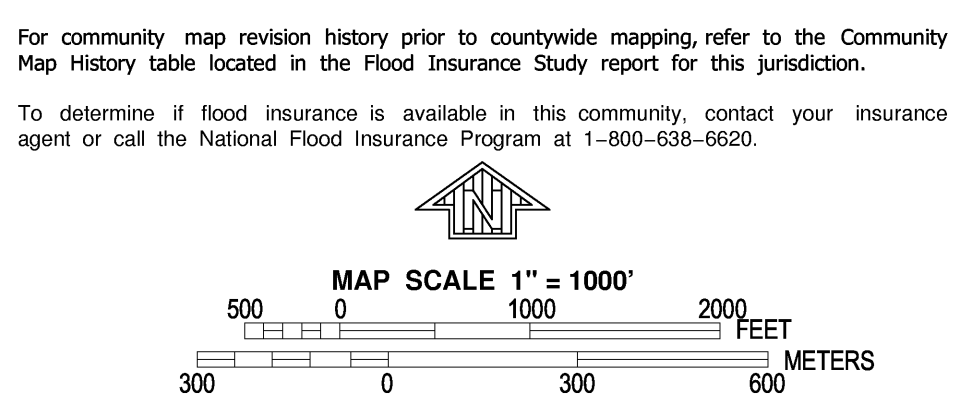 For community map revision history prior to countywide mapping, refer to the Community
Map History table located in the Flood Insurance Study report for this jurisdiction.
To determine if flood insurance is available in this community, contact your insurance
agent or call the National Flood Insurance Program at 1–800–638–6620.
N
MAP SCALE 1" = 1000’
500 0 1000 2000
FEET
METERS
300 0 300 600